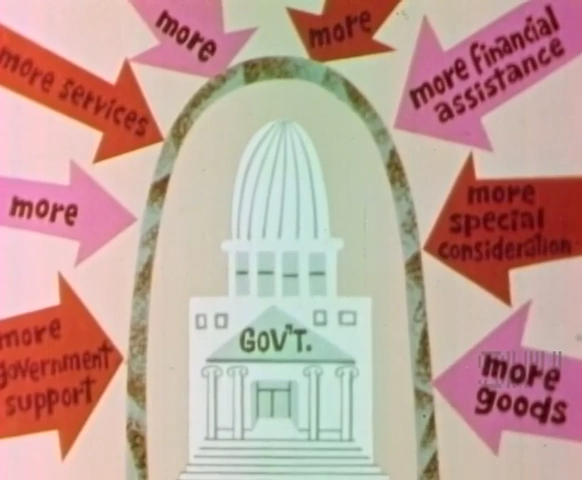 more
more
more financial
assistance
more services
more
more
special
consideration
GOV'T.
more
government
support
more
goods